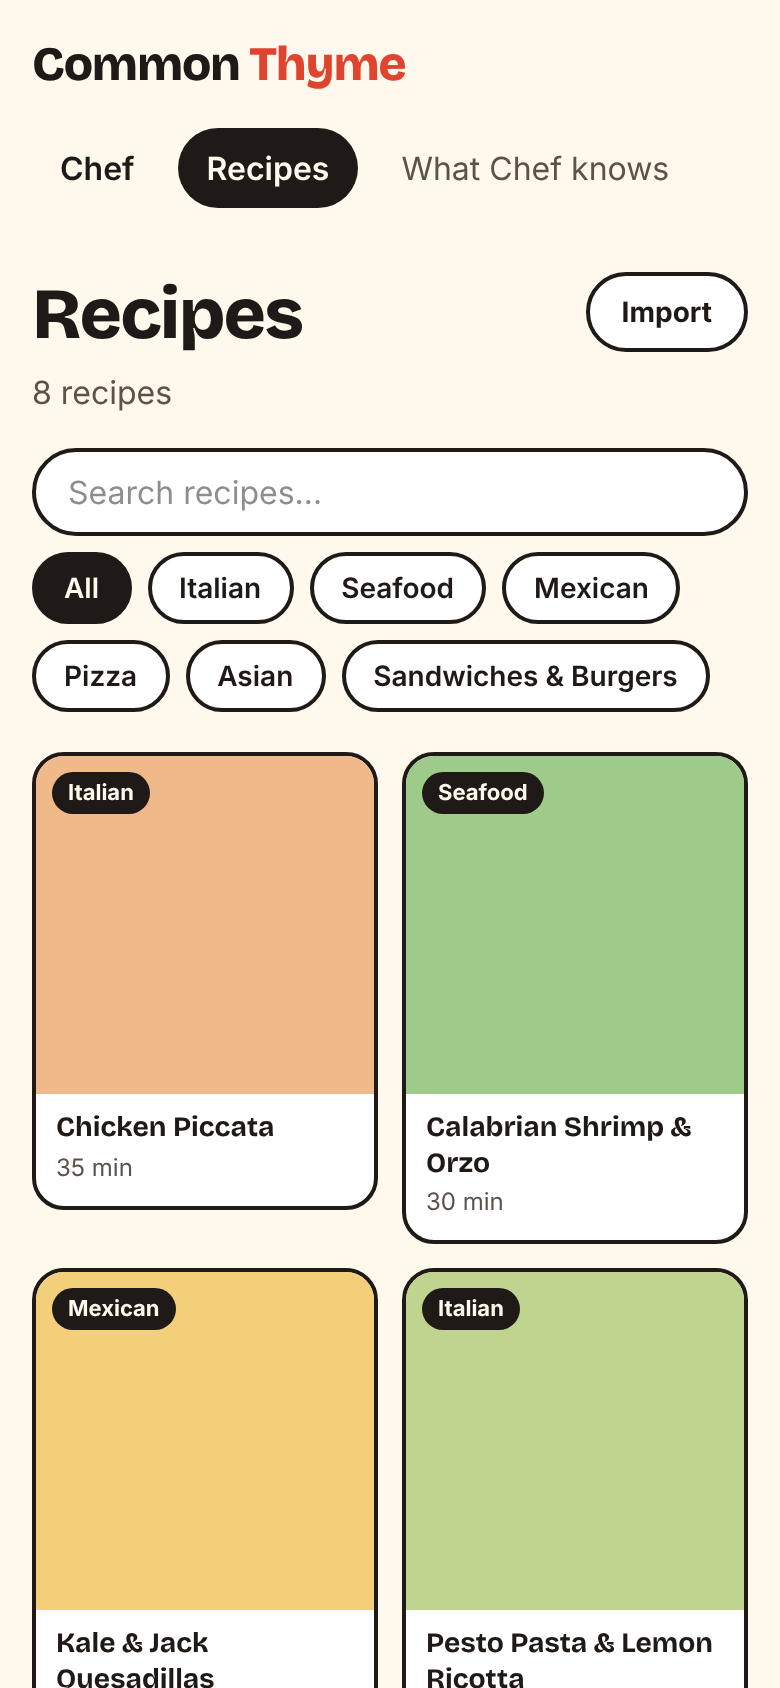 Common Thyme
Chef Recipes What Chef knows
Recipes
Import
8 recipes
Search recipes...
All Italian Seafood Mexican
Pizza Asian Sandwiches & Burgers
Italian
Chicken Piccata
35 min
Seafood
Calabrian Shrimp &
Orzo
30 min
Mexican
Kale & Jack
Quesadillas
Italian
Pesto Pasta & Lemon
Ricotta